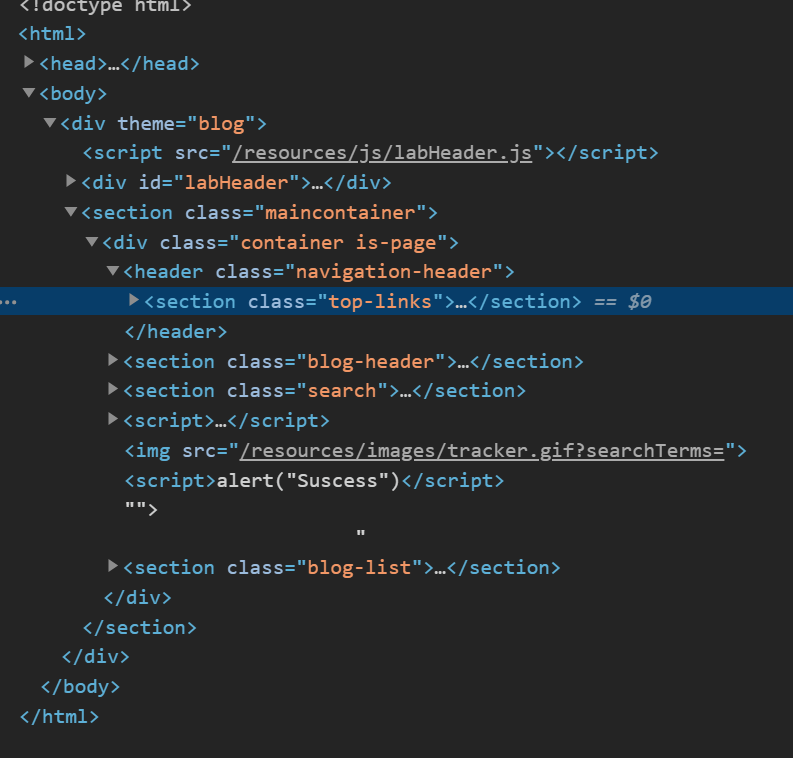 <!doctype html>
<html>
▶<head>…</head>
▼<body>
▼<div theme="blog">
<script src="/resources/js/labHeader.js"></script>
▶<div id="labHeader">…</div>
▼<section class="maincontainer">
▼<div class="container is-page">
▼<header class="navigation-header">
…▶<section class="top-links">…</section> == $0
</header>
▶<section class="blog-header">…</section>
▶<section class="search">…</section>
▶<script>…</script>
<img src="/resources/images/tracker.gif?searchTerms=">
<script>alert("Suscess")</script>
"">
"
▶<section class="blog-list">…</section>
</div>
</section>
</div>
</body>
</html>